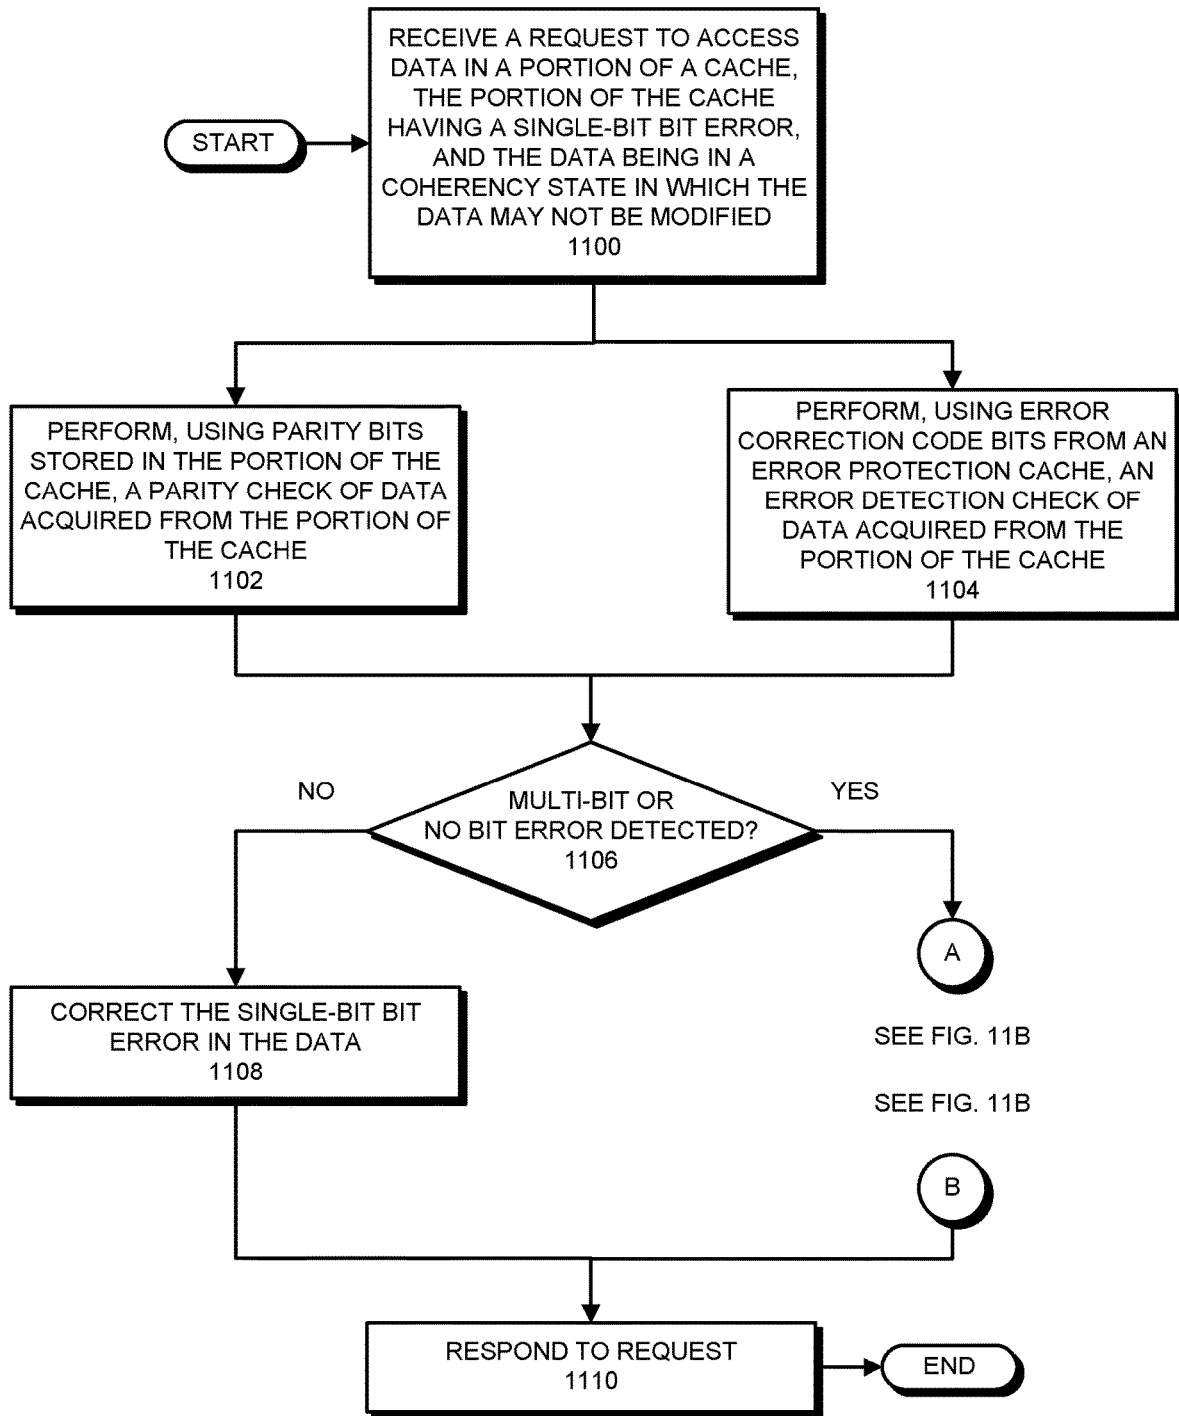 RECEIVE A REQUEST TO ACCESS
DATA IN A PORTION OF A CACHE,
THE PORTION OF THE CACHE
HAVING A SINGLE-BIT BIT ERROR,
AND THE DATA BEING IN A
COHERENCY STATE IN WHICH THE
DATA MAY NOT BE MODIFIED
1100
START
PERFORM, USING PARITY BITS
STORED IN THE PORTION OF THE
CACHE, A PARITY CHECK OF DATA
ACQUIRED FROM THE PORTION OF
THE CACHE
1102
PERFORM, USING ERROR
CORRECTION CODE BITS FROM AN
ERROR PROTECTION CACHE, AN
ERROR DETECTION CHECK OF
DATA ACQUIRED FROM THE
PORTION OF THE CACHE
1104
NO
YES
MULTI-BIT OR
NO BIT ERROR DETECTED?
1106
A
SEE FIG. 11B
CORRECT THE SINGLE-BIT BIT
ERROR IN THE DATA
1108
SEE FIG. 11B
B
RESPOND TO REQUEST
1110
END